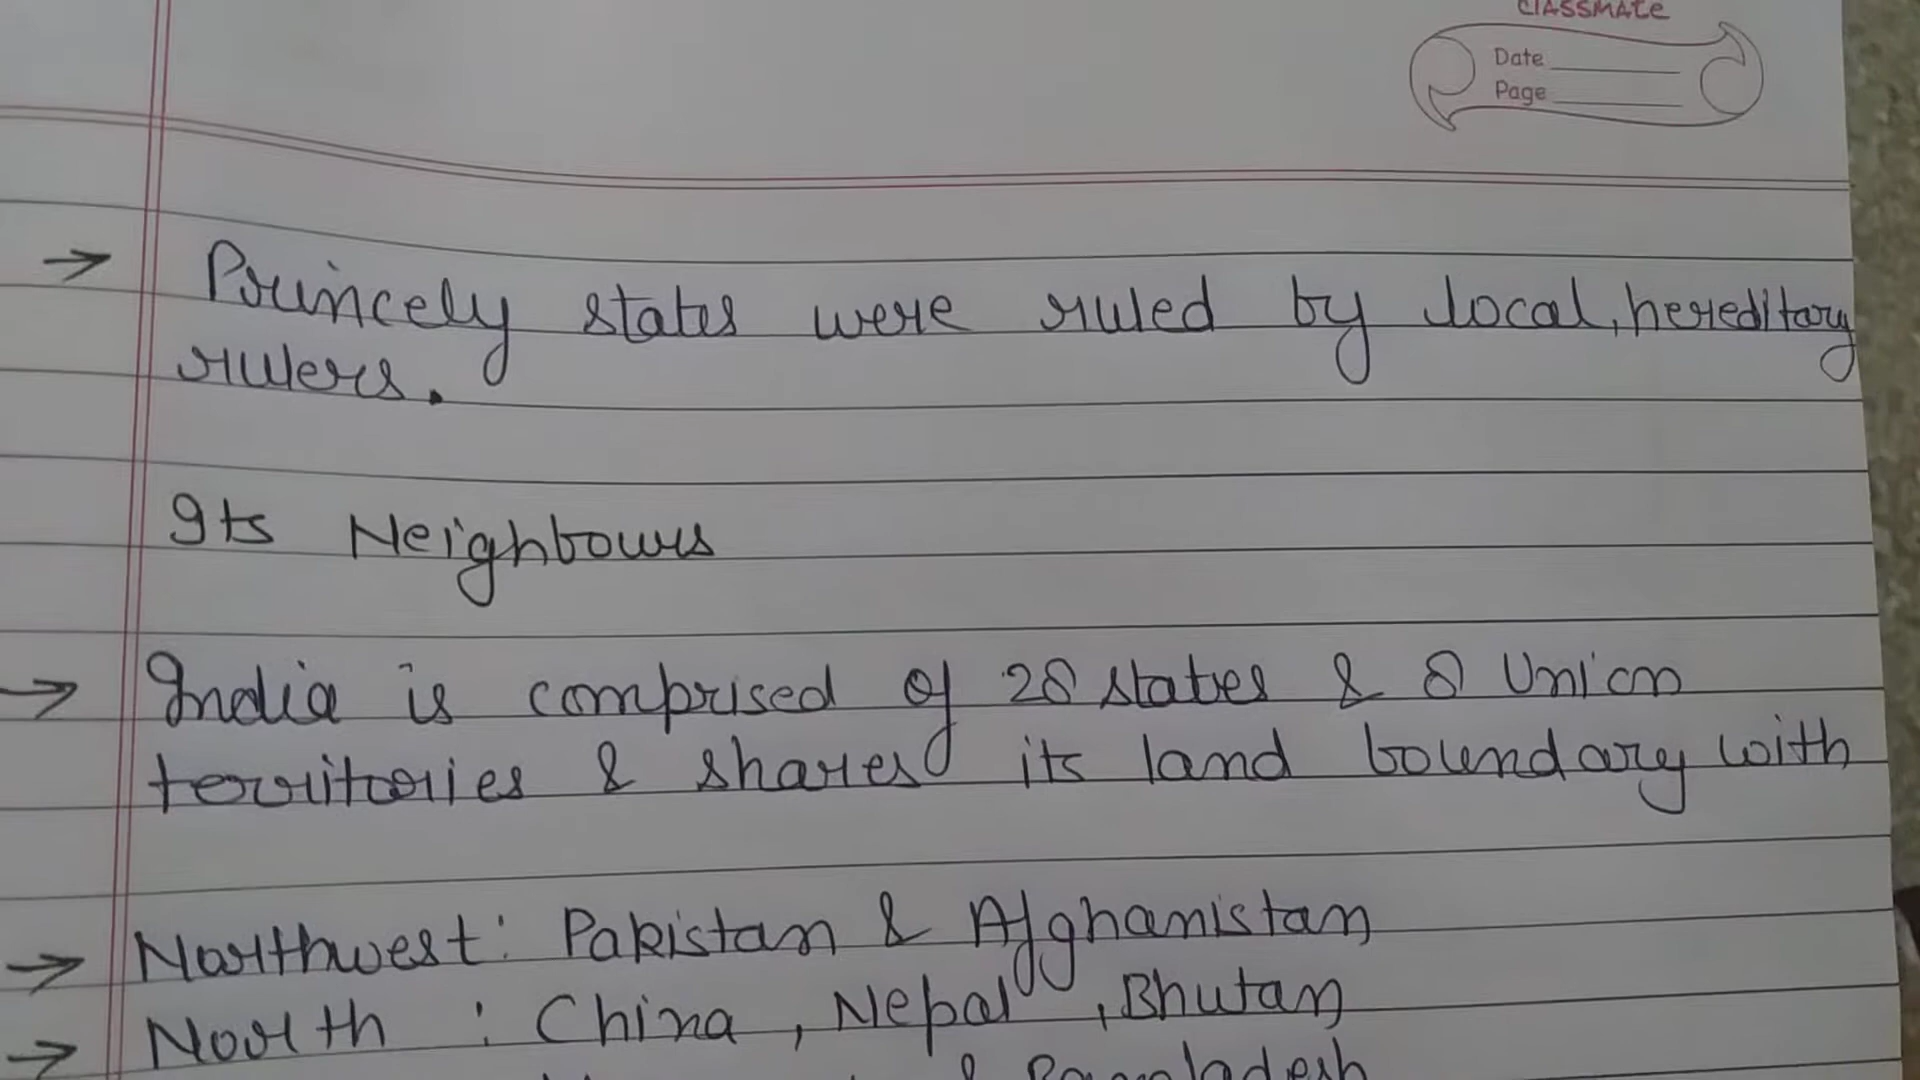 classmate
Date
Page
→ Princely states were ruled by local, hereditary
rulers.
Its Neighbours
→ India is comprised of 28 states & 8 Union
territories & shares its land boundary with
→ Northwest: Pakistan & Afghanistan
→ North : China, Nepal, Bhutan
& Bangladesh